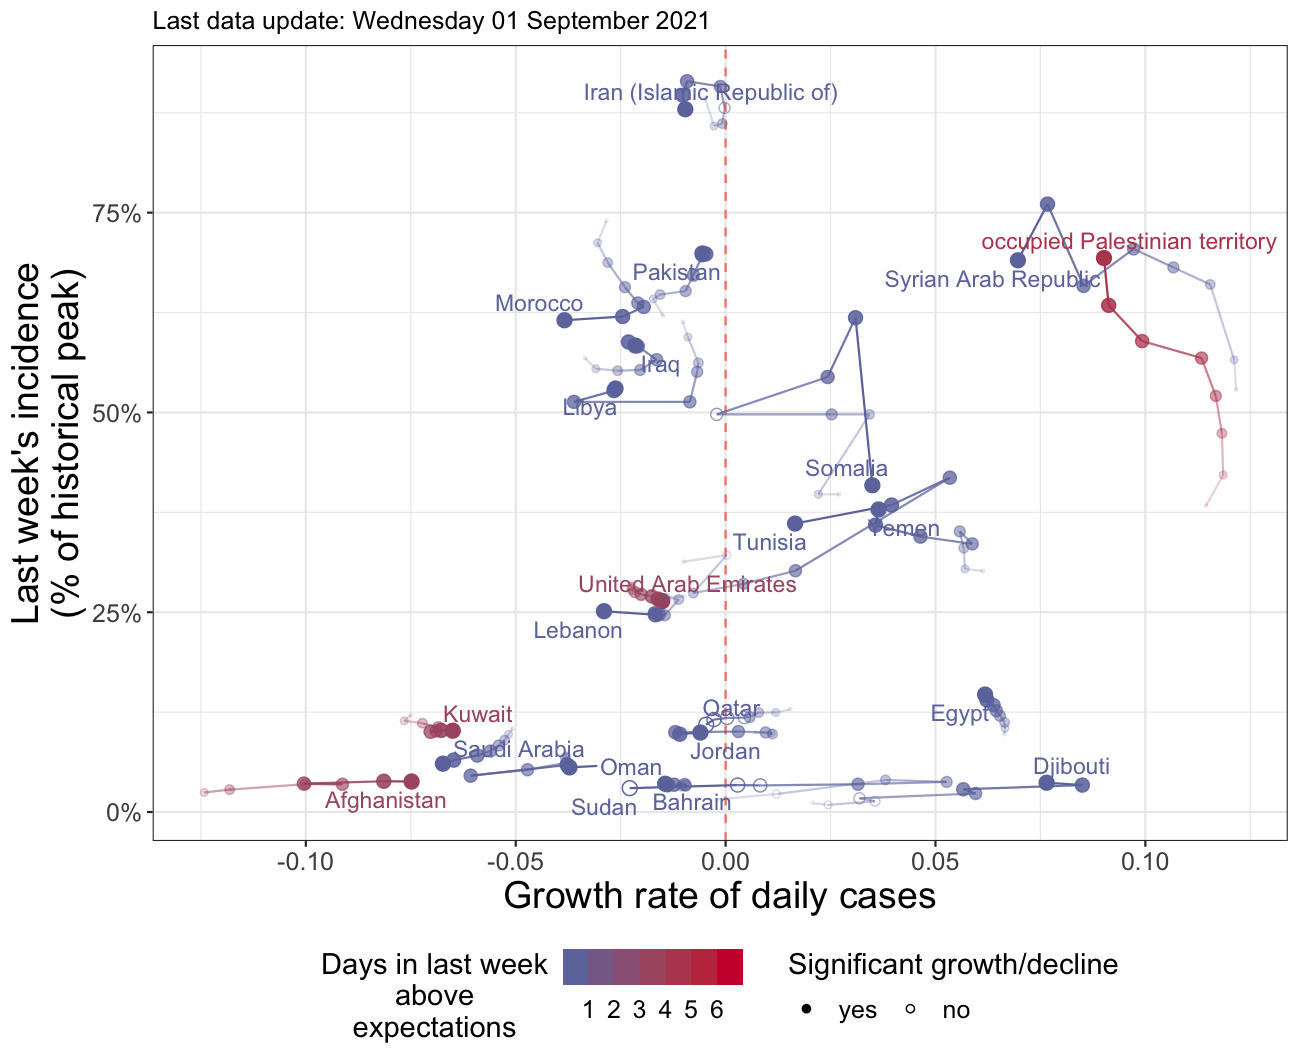 Last data update: Wednesday 01 September 2021
Iran (Islamic Republic of)
75%
occupied Palestinian territory
Pakistan
Syrian Arab Republic
Morocco
Iraq
50%
Libya
Somalia
Yemen
Tunisia
United Arab Emirates
25%
Lebanon
Qatar
Egypt
Kuwait
Saudi Arabia
Jordan
Oman
Djibouti
Afghanistan
Sudan
Bahrain
0%
Last week's incidence
(% of historical peak)
-0.10
-0.05
0.00
0.05
0.10
Growth rate of daily cases
Days in last week
above
expectations
1 2 3 4 5 6
Significant growth/decline
yes
no